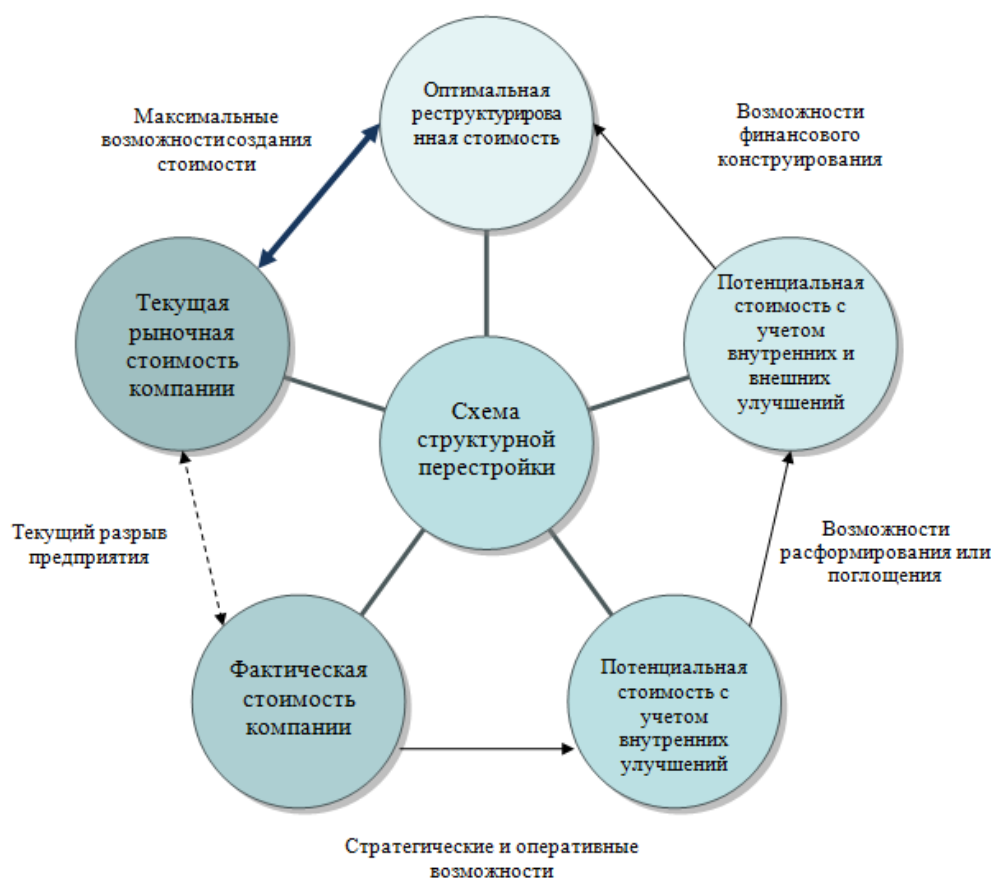 Оптимальная
реструктурирова
нная стоимость
Максимальные
возможности создания
стоимости
Возможности
финансового
конструирования
Текущая
рыночная
стоимость
компании
Потенциальная
стоимость с
учетом
внутренних и
внешних
улучшений
Схема
структурной
перестройки
Текущий разрыв
предприятия
Возможности
расформирования или
поглощения
Фактическая
стоимость
компании
Потенциальная
стоимость с
учетом
внутренних
улучшений
Стратегические и оперативные
возможности